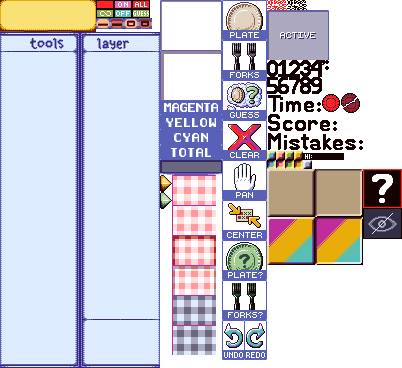 ON ALL
GO OFF GUESS
tools layer
MAGENTA
YELLOW
CYAN
TOTAL
PLATE
FORKS
GUESS
CLEAR
PAN
CENTER
PLATE?
FORKS?
UNDO REDO
ACTIVE
01234
56789
Time:
Score:
Mistakes:
?